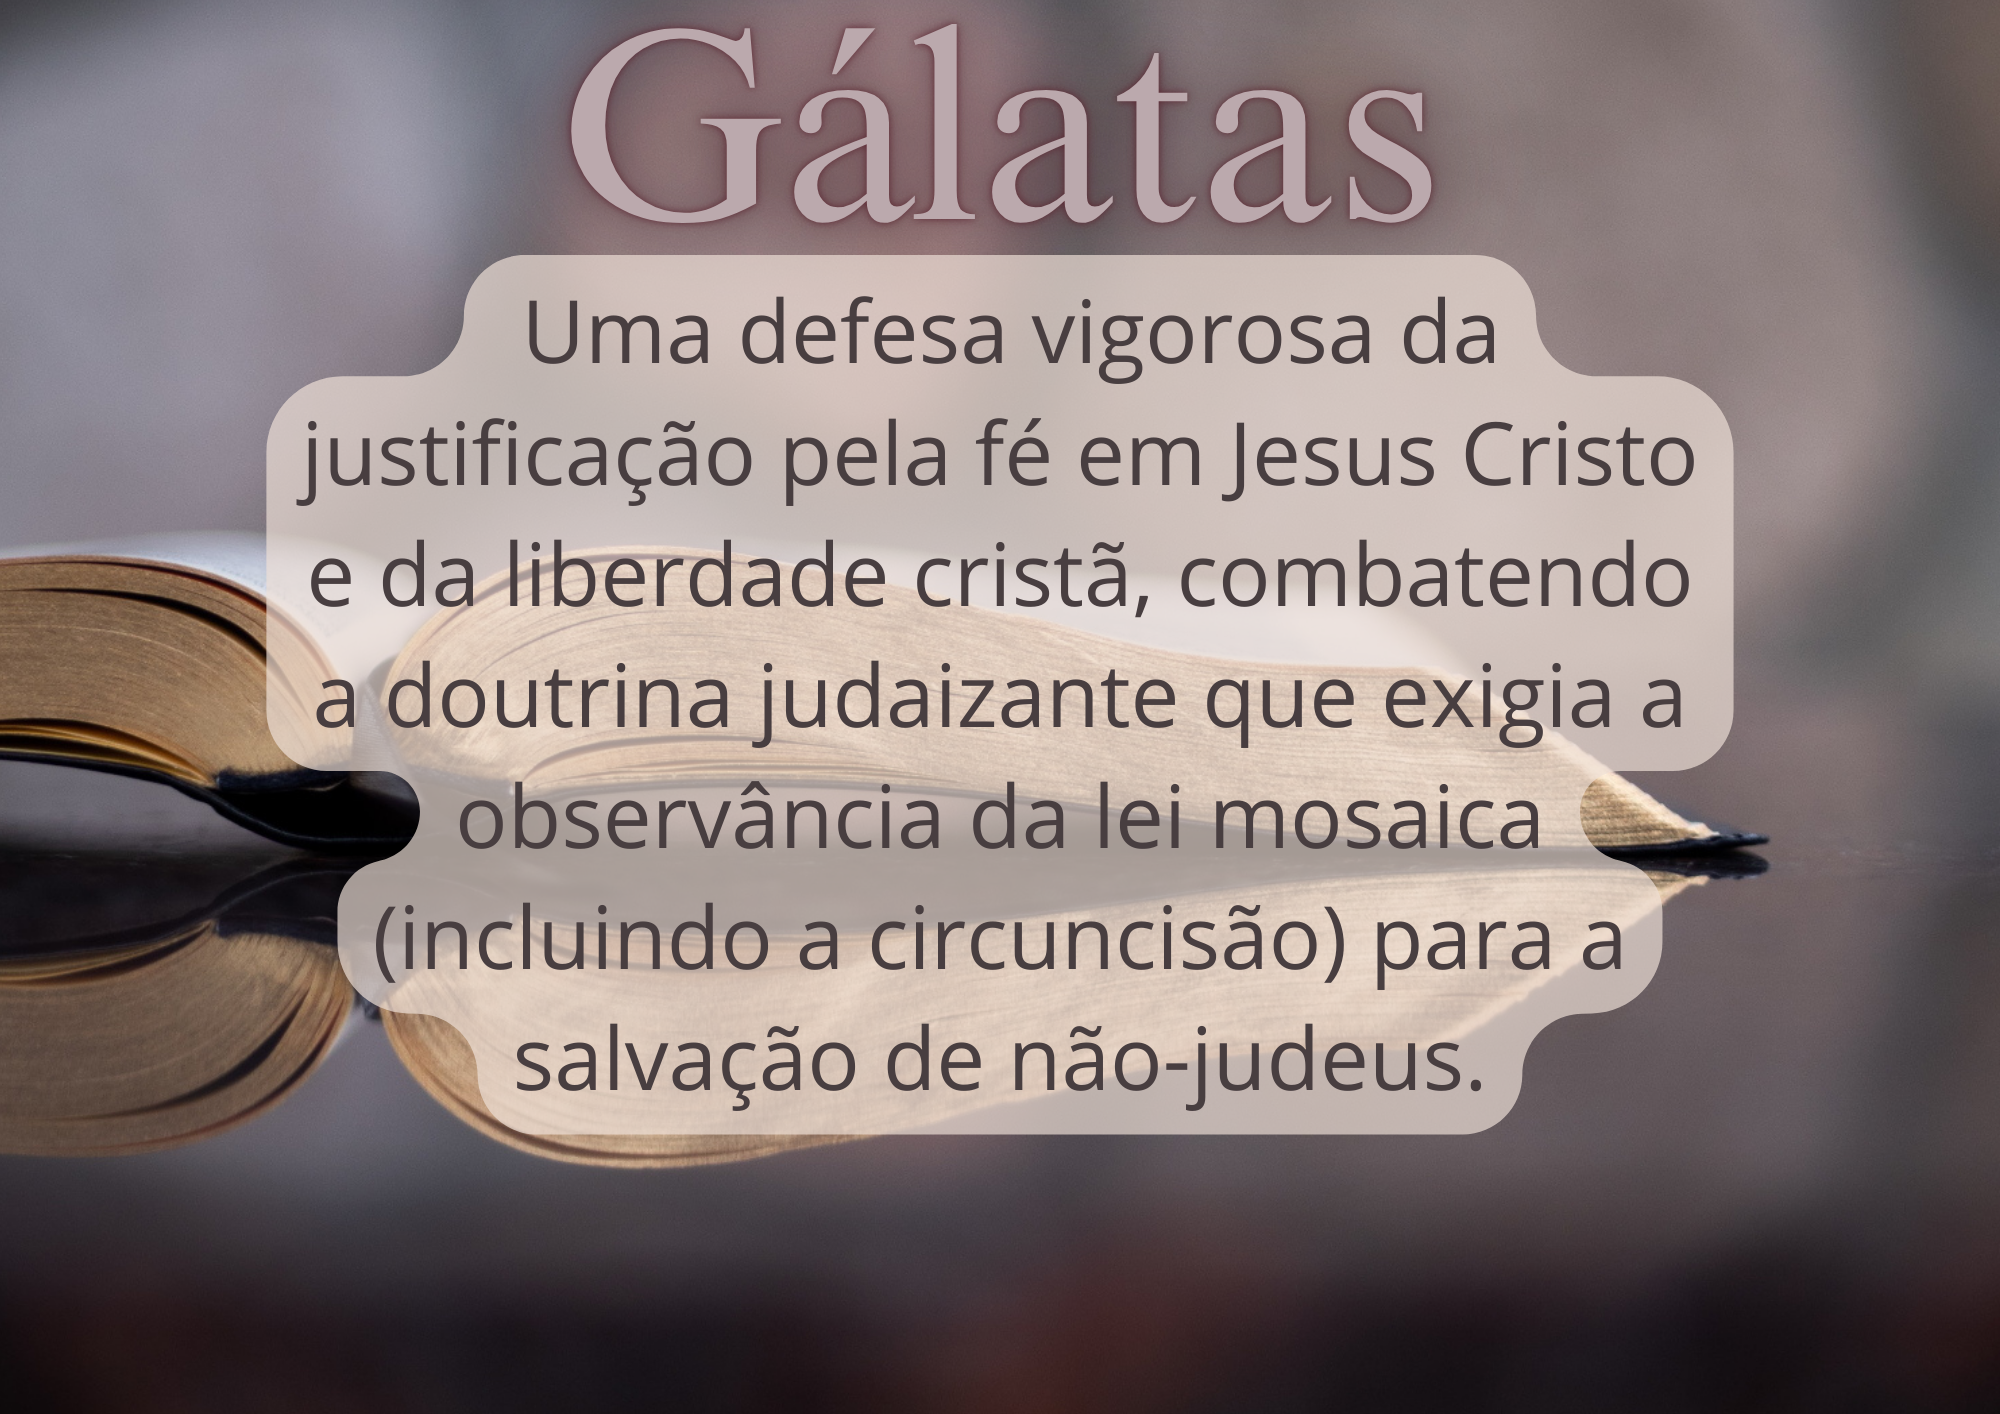 Gálatas
Uma defesa vigorosa da
justificação pela fé em Jesus Cristo
e da liberdade cristã, combatendo
a doutrina judaizante que exigia a
observância da lei mosaica
(incluindo a circuncisão) para a
salvação de não-judeus.